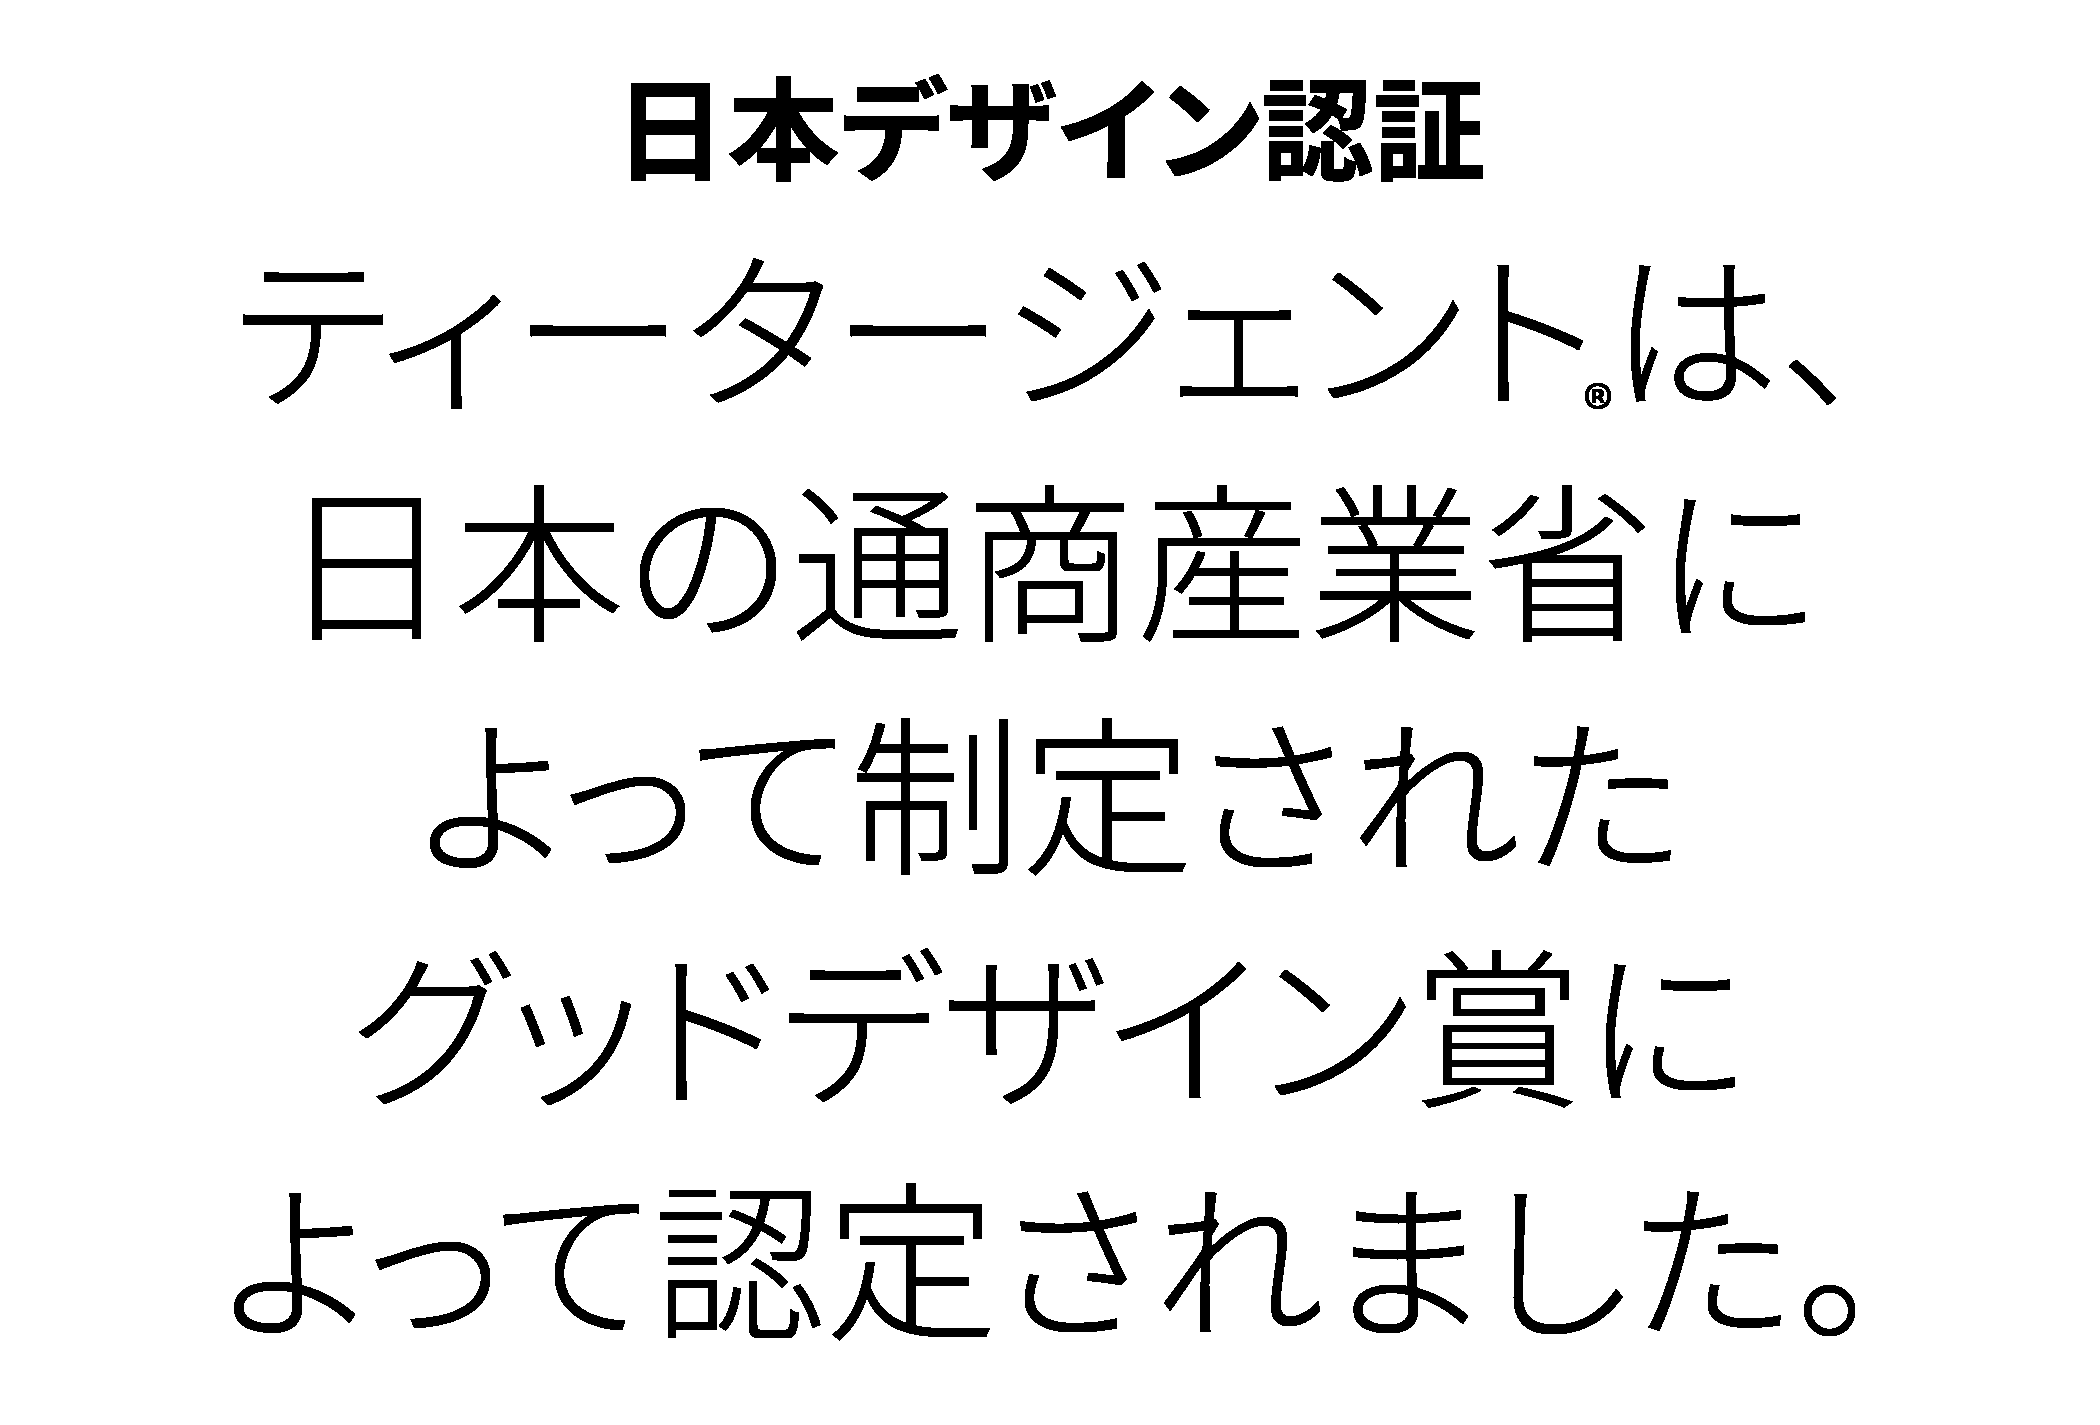 日本デザイン認証
ティータージェント®は、
日本の通商産業省に
よって制定された
グッドデザイン賞に
よって認定されました。